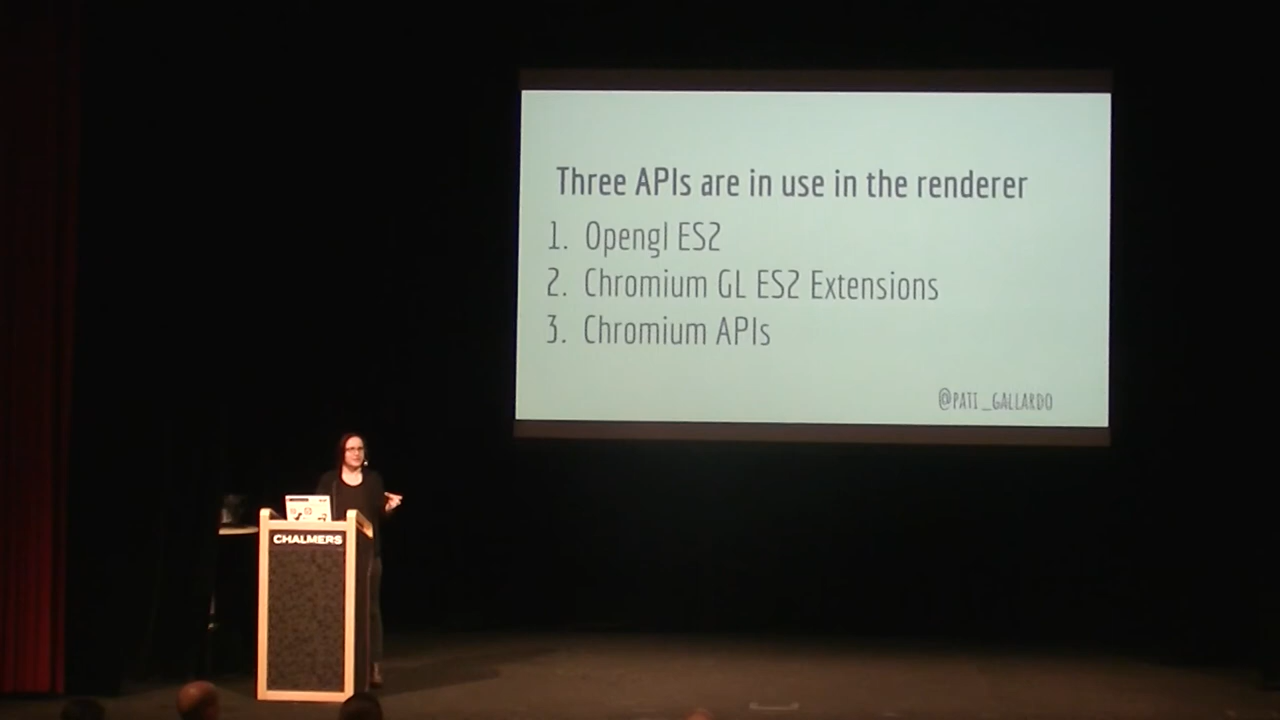 Three APIs are in use in the renderer
1. Opengl ES2
2. Chromium GL ES2 Extensions
3. Chromium APIs
@PATI_GALLARDO
CHALMERS